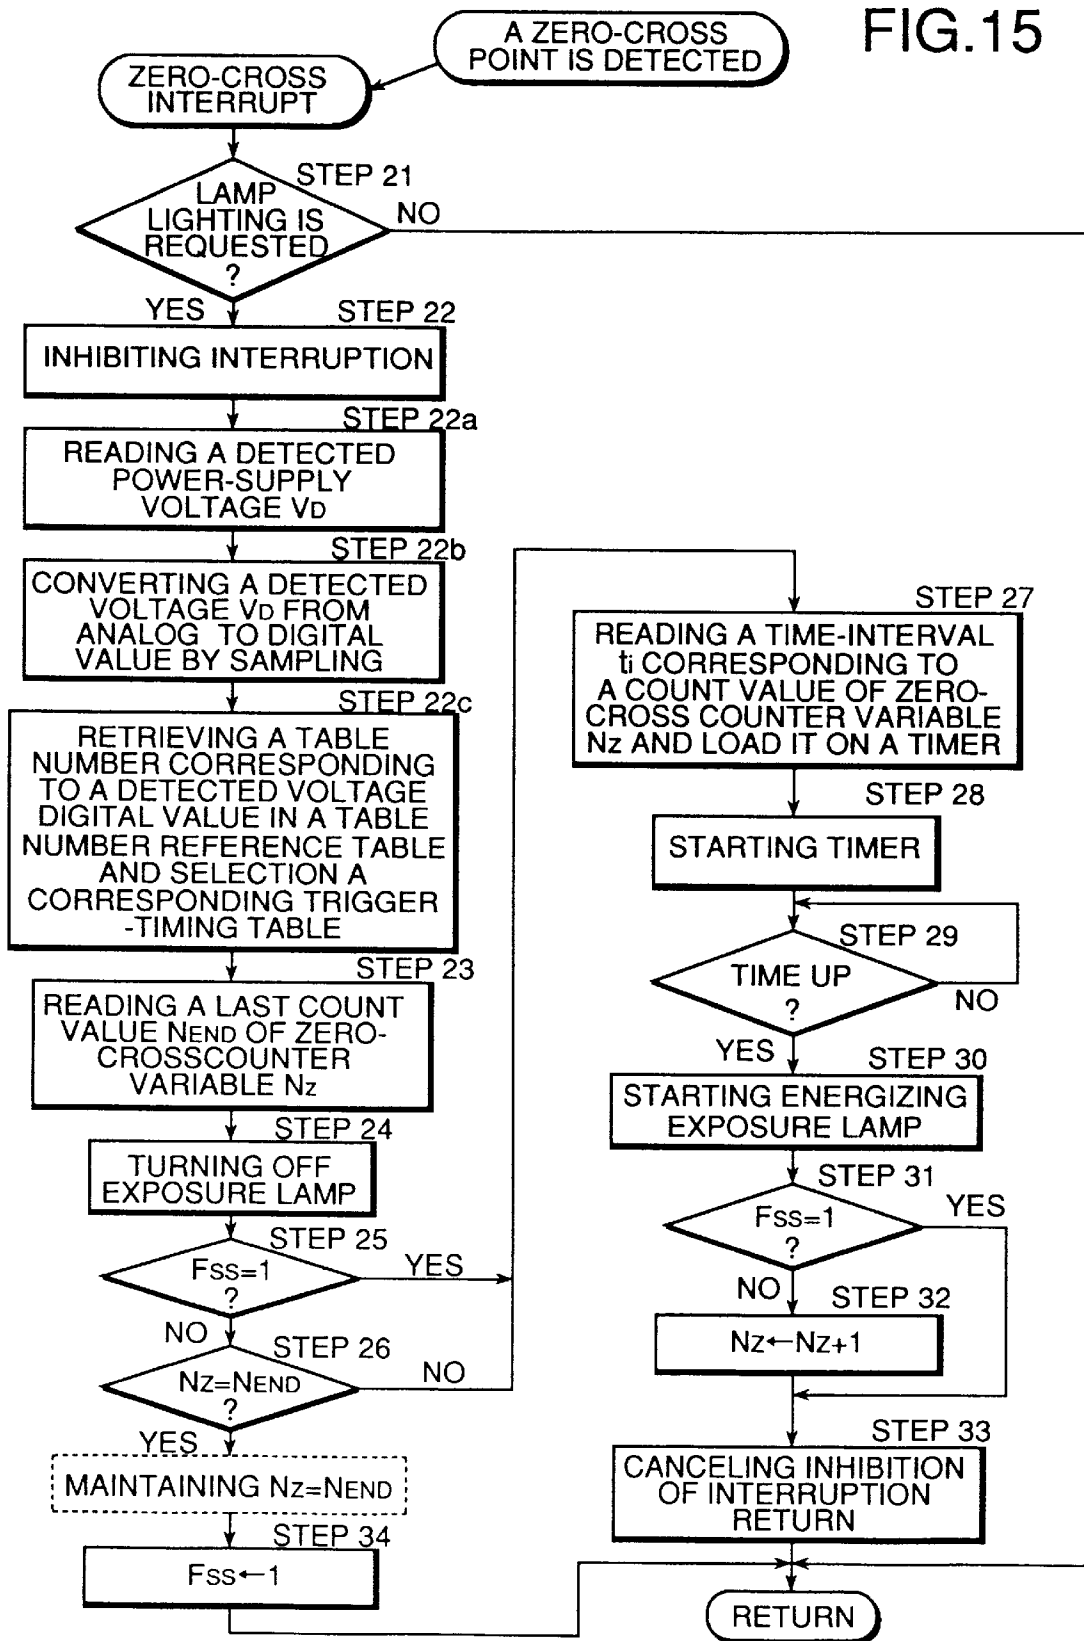 FIG.15
A ZERO-CROSS
POINT IS DETECTED
ZERO-CROSS
INTERRUPT
STEP 21
LAMP
LIGHTING IS
REQUESTED
?
NO
YES
STEP 22
INHIBITING INTERRUPTION
STEP 22a
READING A DETECTED
POWER-SUPPLY
VOLTAGE VD
STEP 22b
CONVERTING A DETECTED
VOLTAGE VD FROM
ANALOG TO DIGITAL
VALUE BY SAMPLING
STEP 22c
RETRIEVING A TABLE
NUMBER CORRESPONDING
TO A DETECTED VOLTAGE
DIGITAL VALUE IN A TABLE
NUMBER REFERENCE TABLE
AND SELECTION A
CORRESPONDING TRIGGER
-TIMING TABLE
STEP 23
READING A LAST COUNT
VALUE NEND OF ZERO-
CROSSCOUNTER
VARIABLE NZ
STEP 24
TURNING OFF
EXPOSURE LAMP
STEP 25
FSS=1
?
YES
NO
STEP 26
NZ=NEND
?
NO
YES
MAINTAINING NZ=NEND
STEP 34
FSS←1
STEP 27
READING A TIME-INTERVAL
ti CORRESPONDING TO
A COUNT VALUE OF ZERO-
CROSS COUNTER VARIABLE
NZ AND LOAD IT ON A TIMER
STEP 28
STARTING TIMER
STEP 29
TIME UP
?
NO
YES
STEP 30
STARTING ENERGIZING
EXPOSURE LAMP
STEP 31
FSS=1
?
YES
NO
STEP 32
NZ←NZ+1
STEP 33
CANCELING INHIBITION
OF INTERRUPTION
RETURN
RETURN